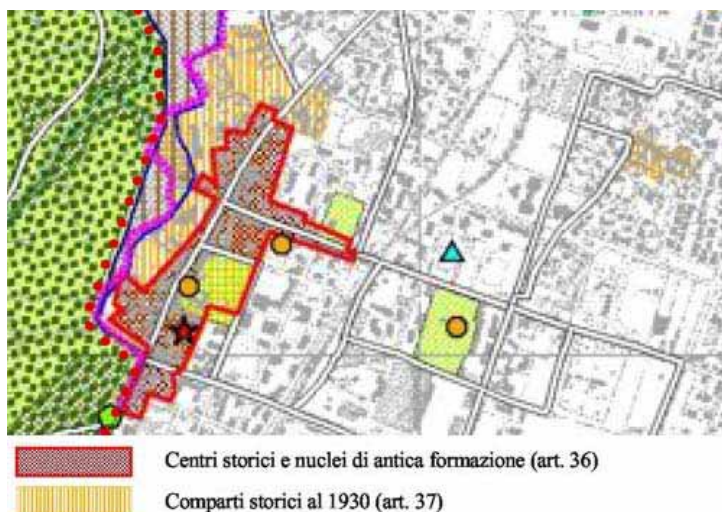 Centri storici e nuclei di antica formazione (art. 36)
Comparti storici al 1930 (art. 37)